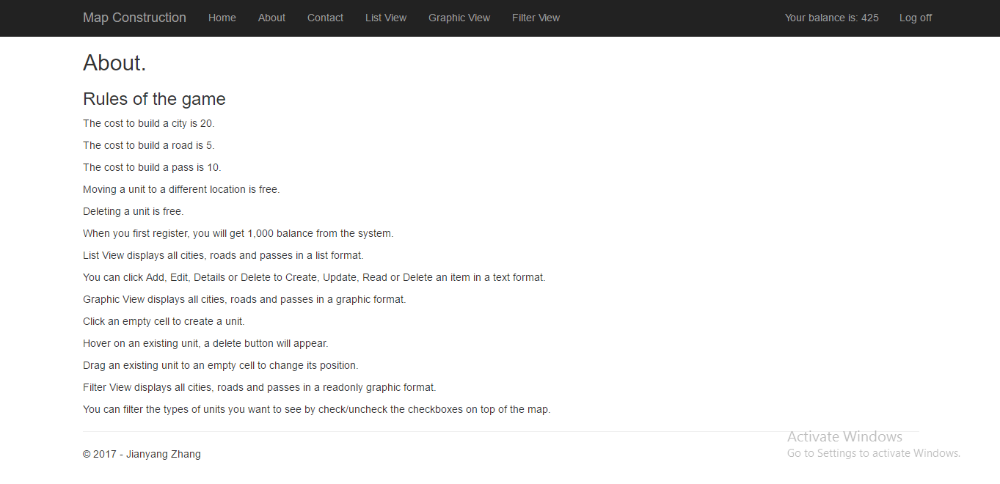 Map Construction Home About Contact List View Graphic View Filter View Your balance is: 425 Log off
About.
Rules of the game
The cost to build a city is 20.
The cost to build a road is 5.
The cost to build a pass is 10.
Moving a unit to a different location is free.
Deleting a unit is free.
When you first register, you will get 1,000 balance from the system.
List View displays all cities, roads and passes in a list format.
You can click Add, Edit, Details or Delete to Create, Update, Read or Delete an item in a text format.
Graphic View displays all cities, roads and passes in a graphic format.
Click an empty cell to create a unit.
Hover on an existing unit, a delete button will appear.
Drag an existing unit to an empty cell to change its position.
Filter View displays all cities, roads and passes in a readonly graphic format.
You can filter the types of units you want to see by check/uncheck the checkboxes on top of the map.
© 2017 - Jianyang Zhang
Activate Windows
Go to Settings to activate Windows.